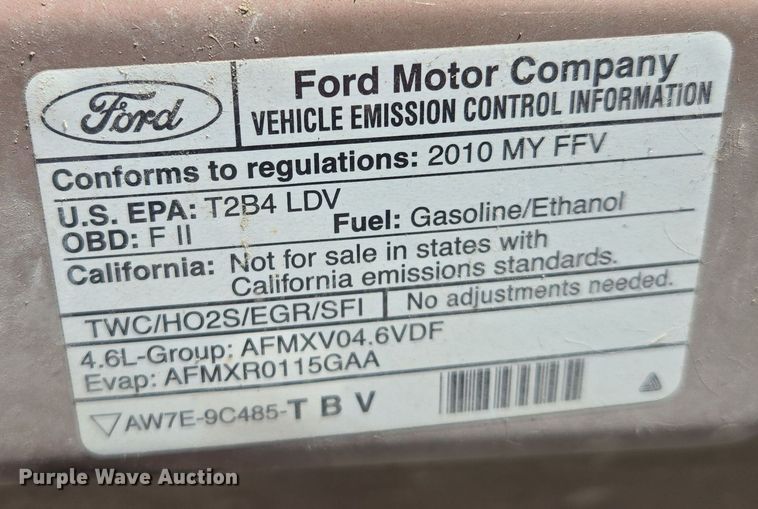 Ford
Ford Motor Company
VEHICLE EMISSION CONTROL INFORMATION
Conforms to regulations: 2010 MY FFV
U.S. EPA: T2B4 LDV
OBD: F II
Fuel: Gasoline/Ethanol
California: Not for sale in states with
California emissions standards.
TWC/HO2S/EGR/SFI
No adjustments needed.
4.6L-Group: AFMXV04.6VDF
Evap: AFMXR0115GAA
AW7E-9C485-T B V
Purple Wave Auction